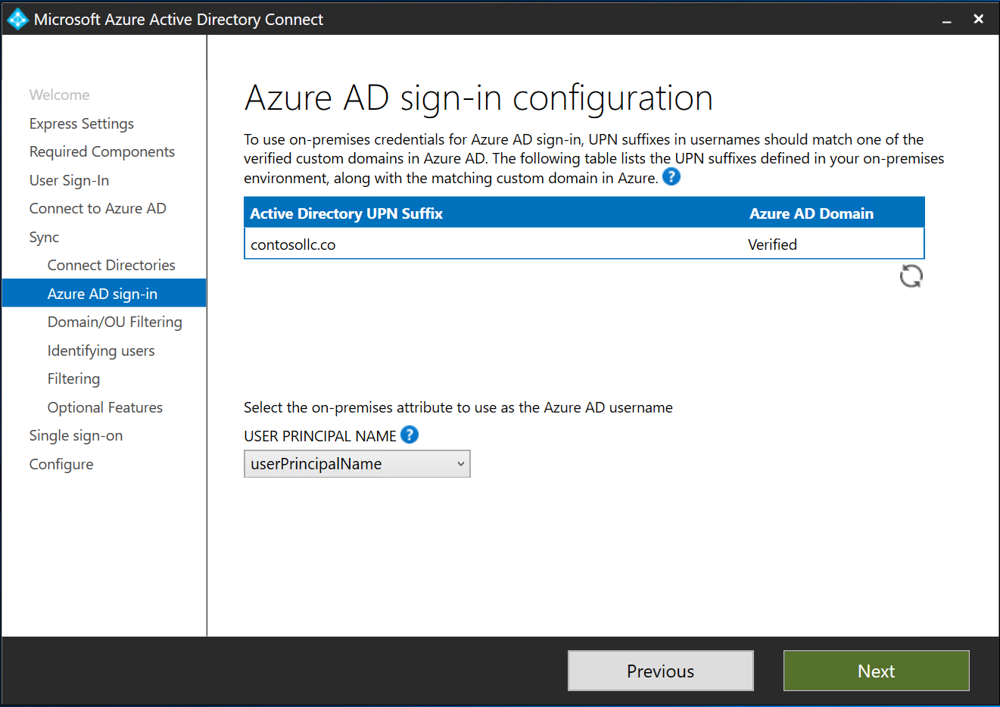 Microsoft Azure Active Directory Connect
Welcome
Express Settings
Required Components
User Sign-In
Connect to Azure AD
Sync
Connect Directories
Azure AD sign-in
Domain/OU Filtering
Identifying users
Filtering
Optional Features
Single sign-on
Configure
Azure AD sign-in configuration
To use on-premises credentials for Azure AD sign-in, UPN suffixes in usernames should match one of the
verified custom domains in Azure AD. The following table lists the UPN suffixes defined in your on-premises
environment, along with the matching custom domain in Azure. ?
Active Directory UPN Suffix Azure AD Domain
contosollc.co Verified
Select the on-premises attribute to use as the Azure AD username
USER PRINCIPAL NAME ?
userPrincipalName
Previous Next